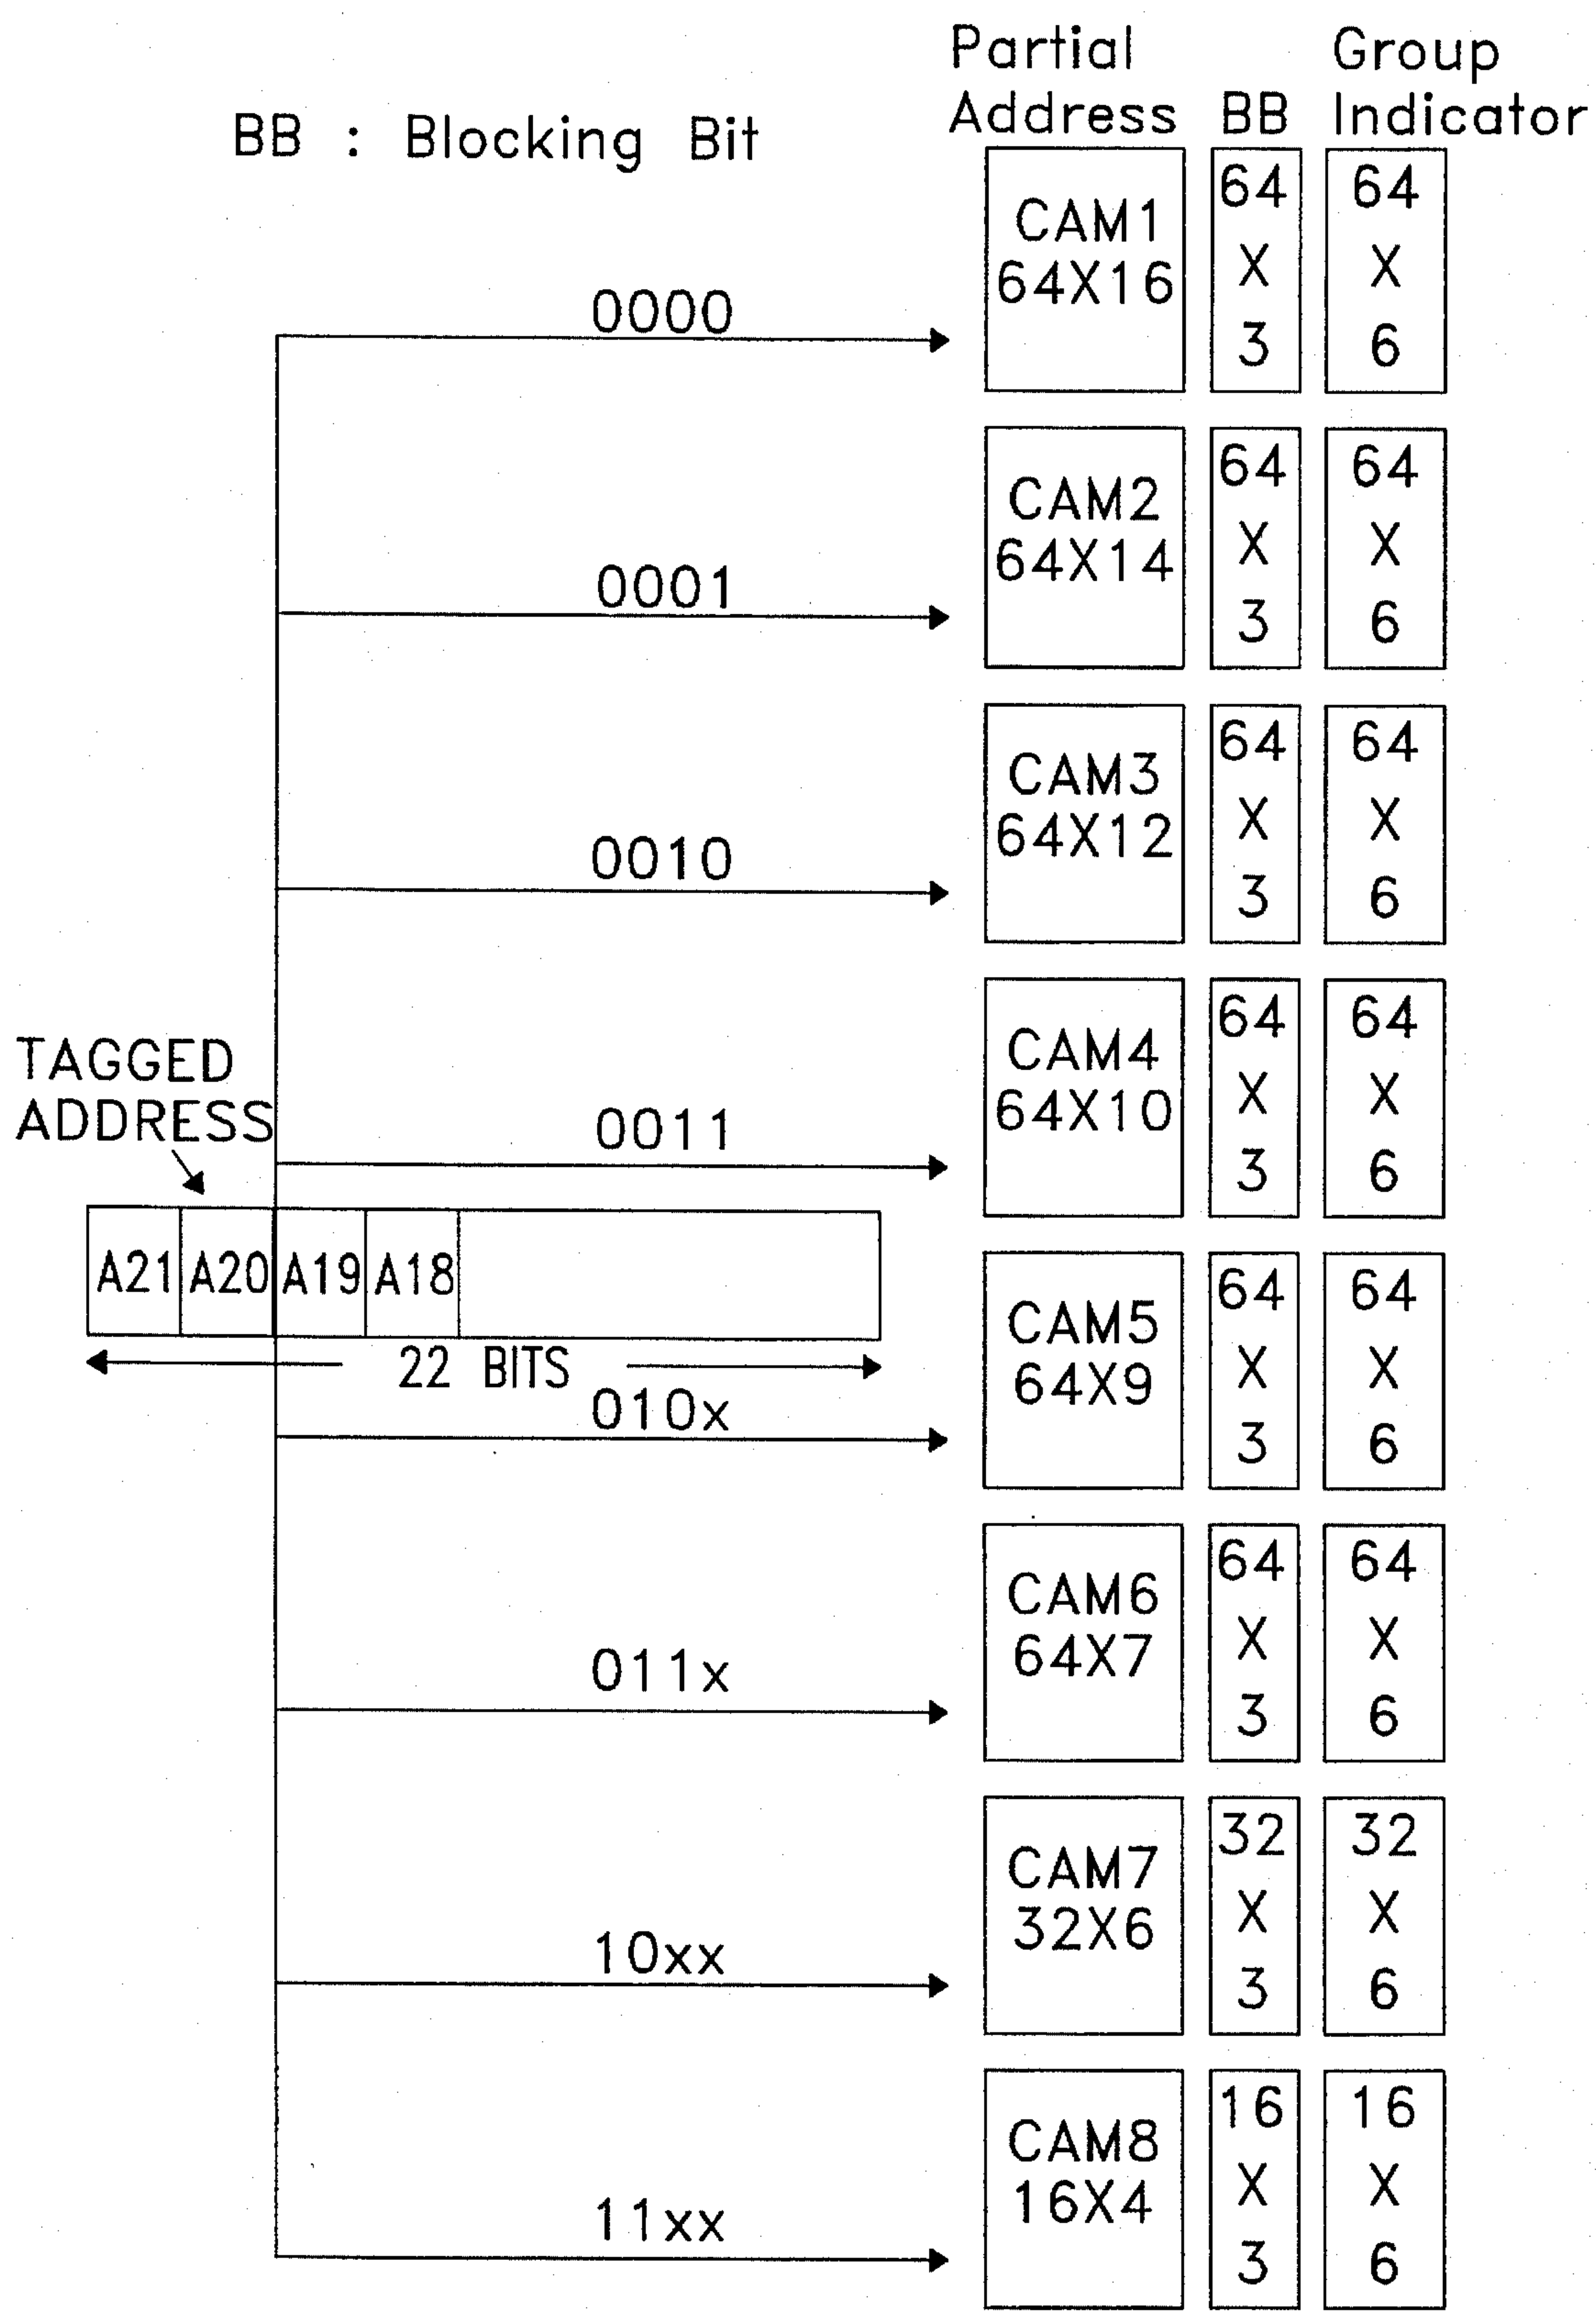 Partial Group
Address BB Indicator
BB : Blocking Bit
CAM1
64X16
64
X
3
64
X
6
0000
CAM2
64X14
64
X
3
64
X
6
0001
CAM3
64X12
64
X
3
64
X
6
0010
CAM4
64X10
64
X
3
64
X
6
0011
TAGGED
ADDRESS
A21 A20 A19 A18
22 BITS
CAM5
64X9
64
X
3
64
X
6
010x
CAM6
64X7
64
X
3
64
X
6
011x
CAM7
32X6
32
X
3
32
X
6
10xx
CAM8
16X4
16
X
3
16
X
6
11xx